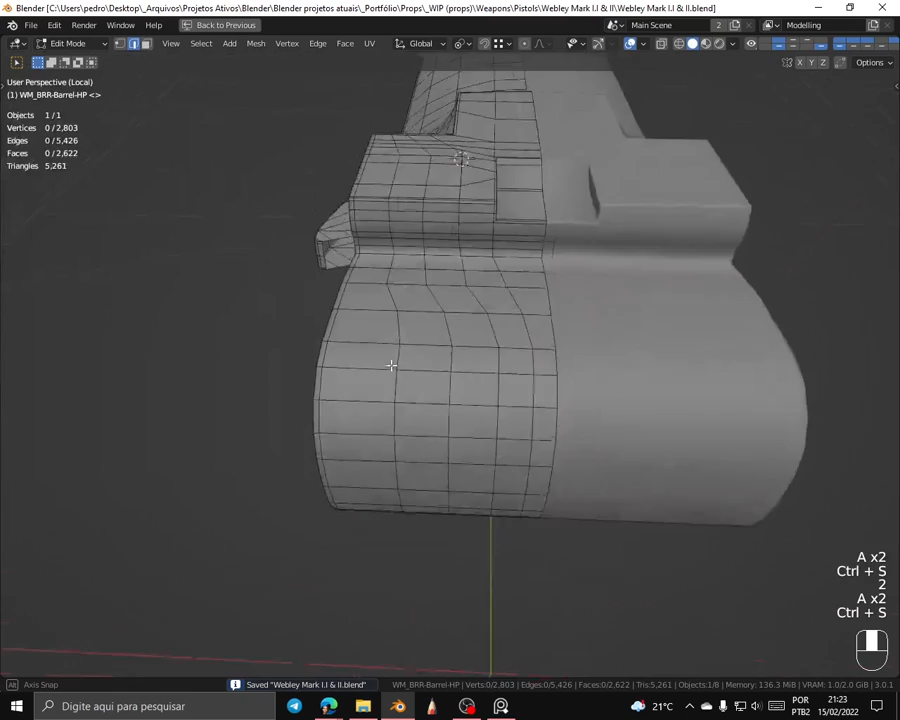 Blender [C:\Users\pedro\Desktop\_Arquivos\Projetos Ativos\Blender\Blender projetos atuais\_Portfólio\Props\_WIP (props)\Weapons\Pistols\Webley Mark I.I & II\Webley Mark I.I & II.blend]
File Edit Render Window Help Back to Previous Main Scene 2 Modelling
Edit Mode View Select Add Mesh Vertex Edge Face UV Global
X Y Z Options
User Perspective (Local)
(1) WM_BRR-Barrel-HP <>
Objects 1/1
Vertices 0/2,803
Edges 0/5,426
Faces 0/2,622
Triangles 5,261
A x2
Ctrl + S
2
A x2
Ctrl + S
Alt Axis Snap Saved "Webley Mark I.I & II.blend" WM_BRR-Barrel-HP | Verts:0/2,803 | Edges:0/5,426 | Faces:0/2,622 | Tris:5,261 | Objects:1/8 | Memory: 136.3 MiB | VRAM: 1.0/2.0 GiB | 3.0.1
Digite aqui para pesquisar 21°C POR 21:23
PTB2 15/02/2022